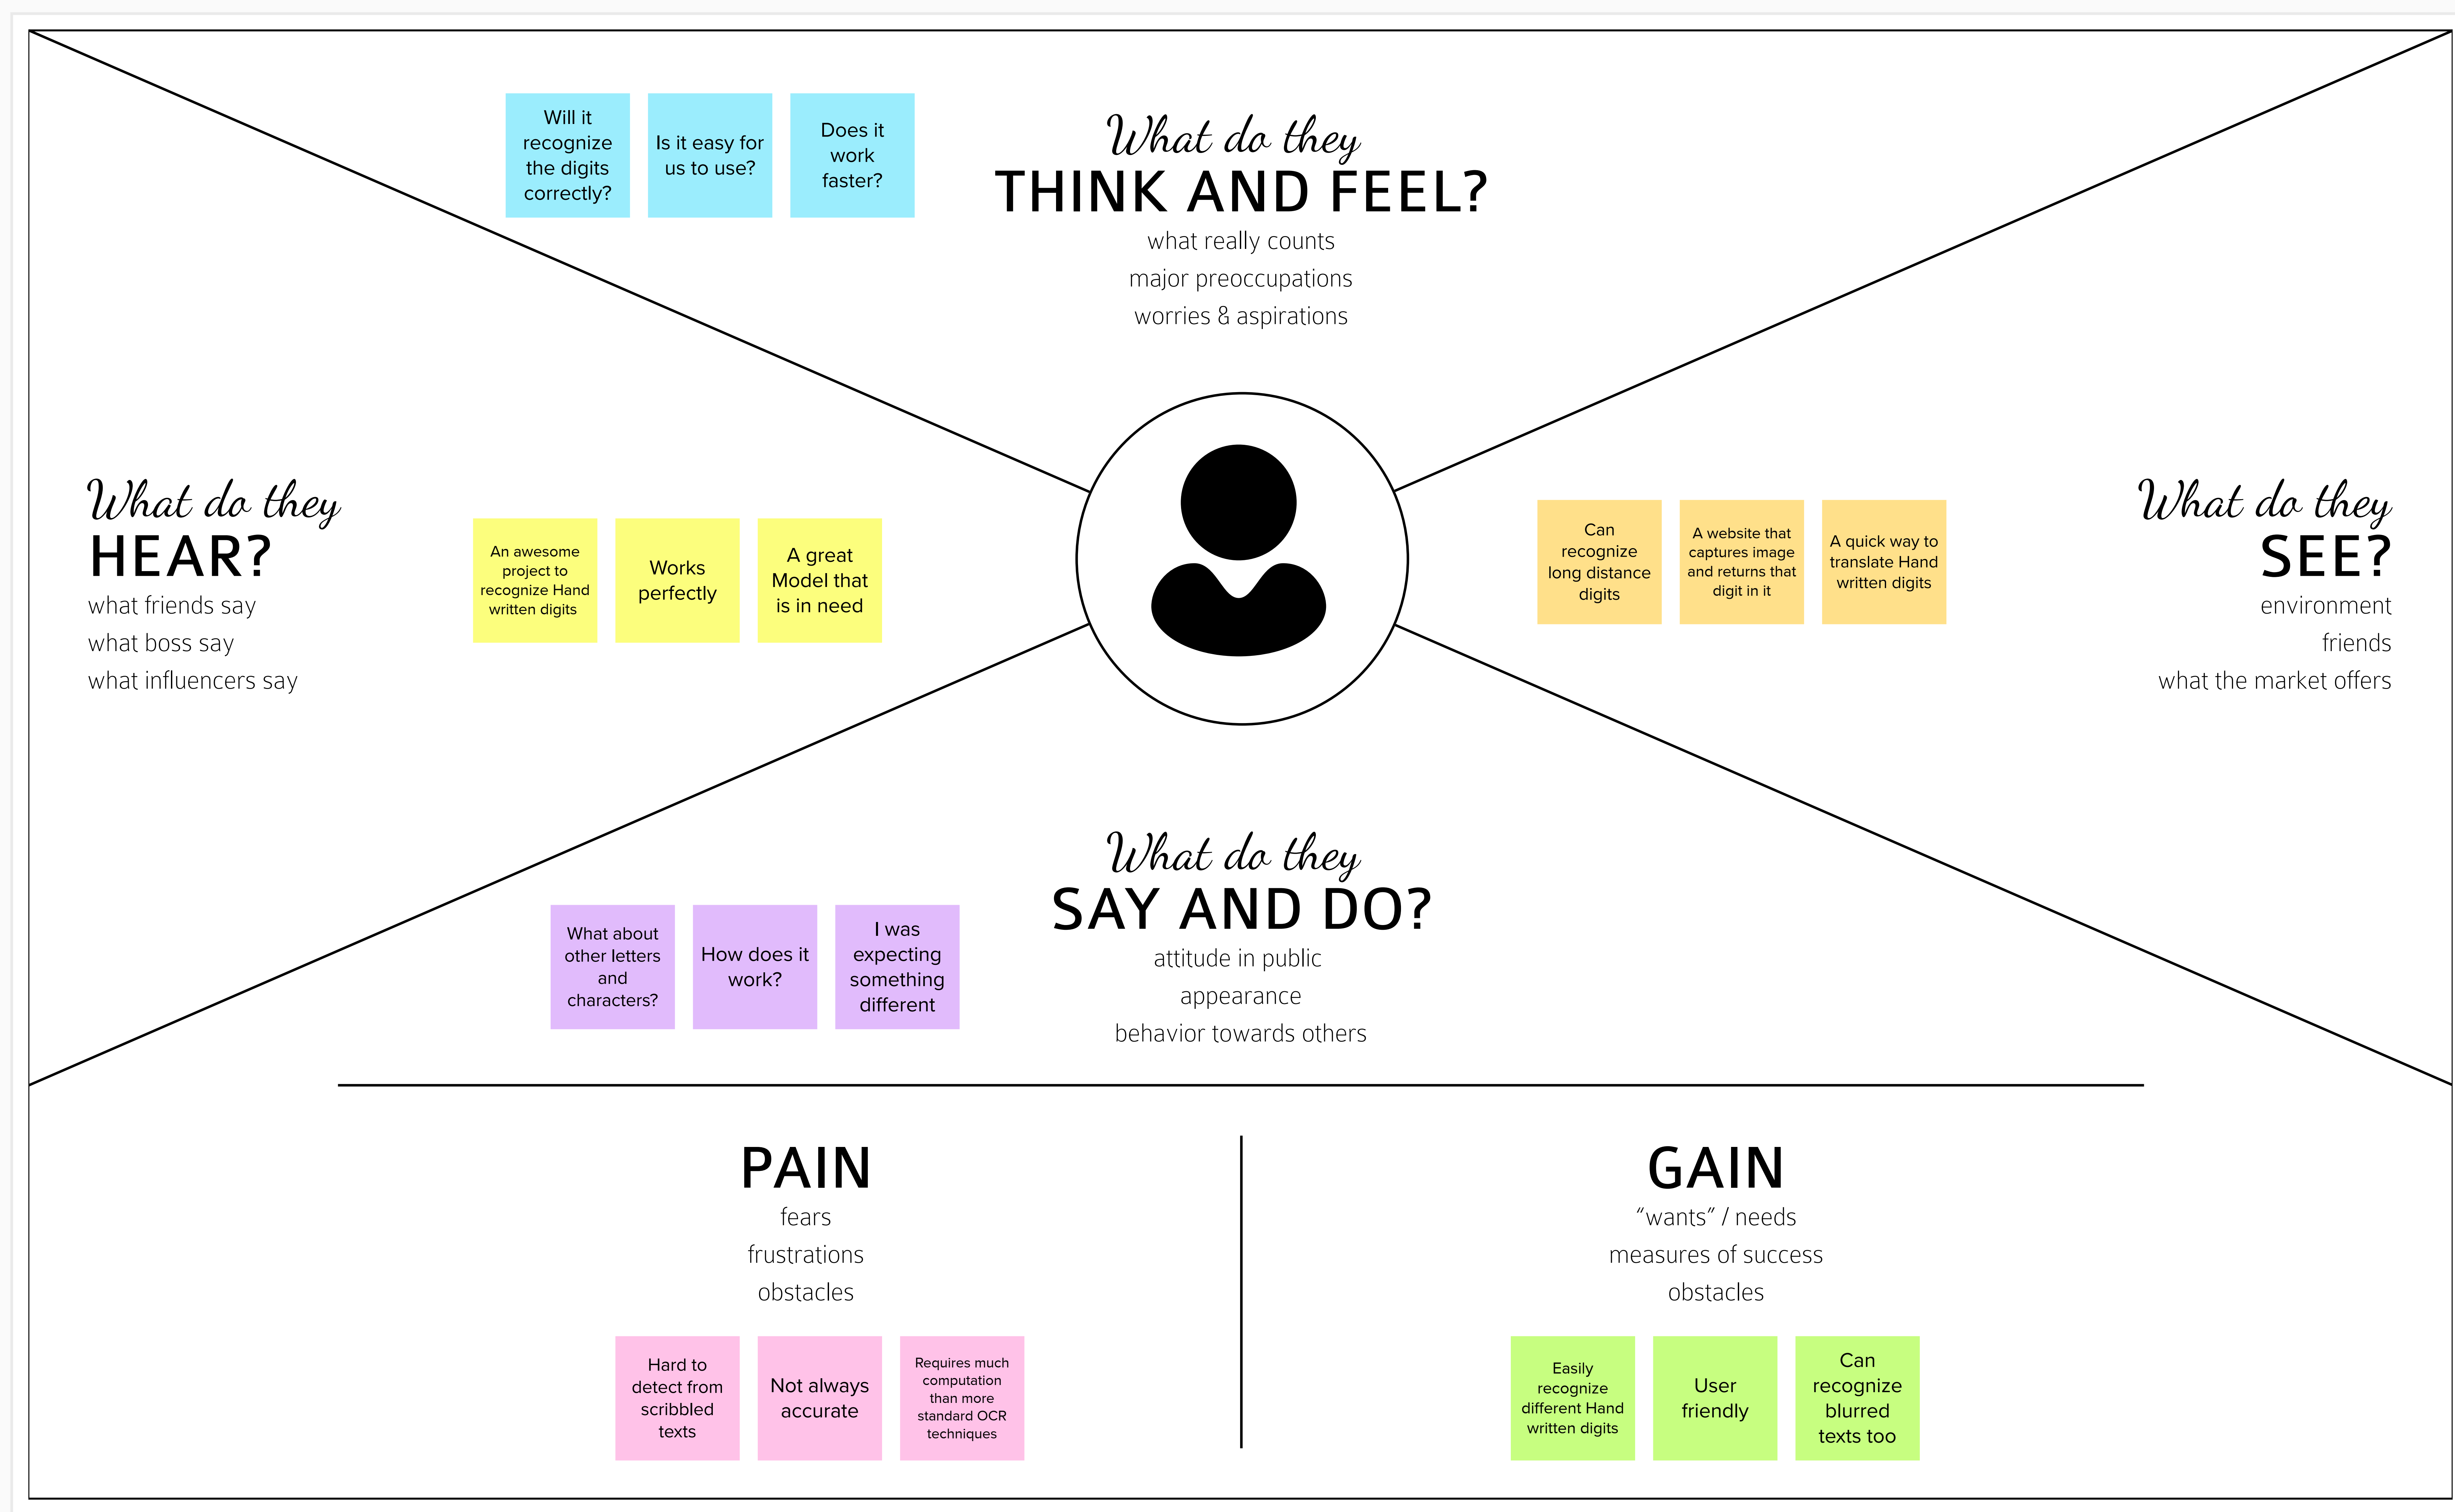 Will it
recognize
the digits
correctly?
Is it easy for
us to use?
Does it
work
faster?
What do they
THINK AND FEEL?
what really counts
major preoccupations
worries & aspirations
What do they
HEAR?
what friends say
what boss say
what influencers say
An awesome
project to
recognize Hand
written digits
Works
perfectly
A great
Model that
is in need
Can
recognize
long distance
digits
A website that
captures image
and returns that
digit in it
A quick way to
translate Hand
written digits
What do they
SEE?
environment
friends
what the market offers
What do they
SAY AND DO?
attitude in public
appearance
behavior towards others
What about
other letters
and
characters?
How does it
work?
I was
expecting
something
different
PAIN
fears
frustrations
obstacles
Hard to
detect from
scribbled
texts
Not always
accurate
Requires much
computation
than more
standard OCR
techniques
GAIN
“wants” / needs
measures of success
obstacles
Easily
recognize
different Hand
written digits
User
friendly
Can
recognize
blurred
texts too